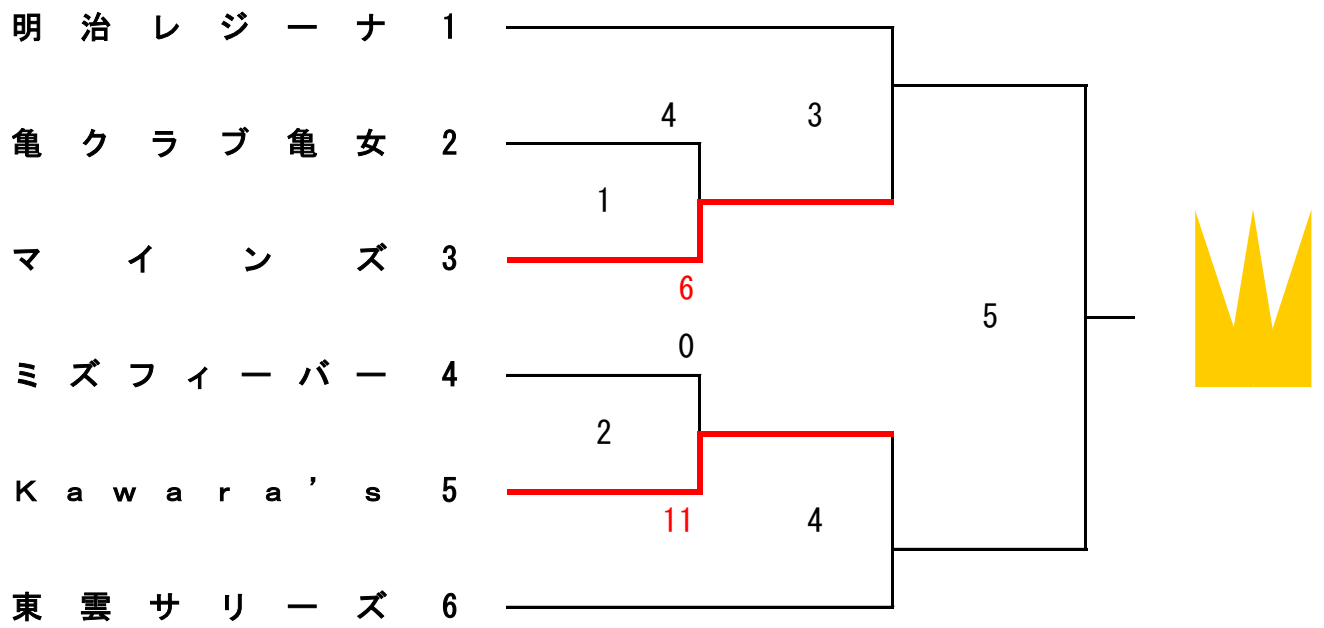 明治レジーナ 1
4 3
亀クラブ亀女 2
1
マインズ 3
6
5
0
ミズフィーバー 4
2
Kawara’s 5
11 4
東雲サリーズ 6